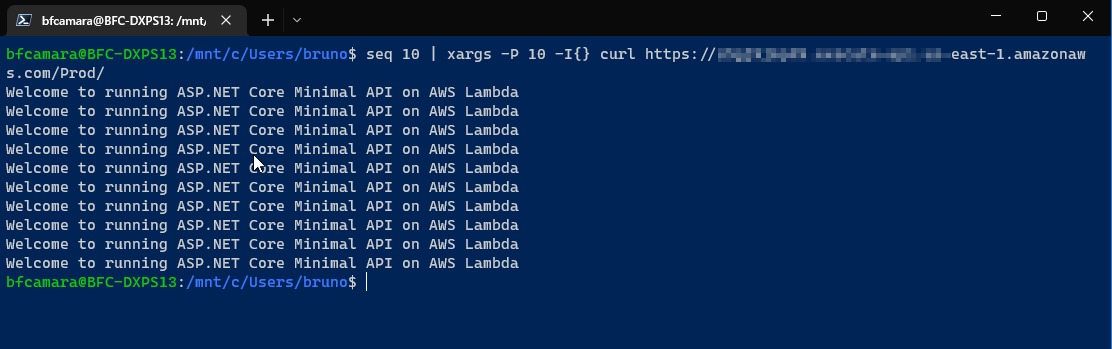 bfcamara@BFC-DXPS13: /mnt/
bfcamara@BFC-DXPS13:/mnt/c/Users/bruno$ seq 10 | xargs -P 10 -I{} curl https://-east-1.amazonaw
s.com/Prod/
Welcome to running ASP.NET Core Minimal API on AWS Lambda
Welcome to running ASP.NET Core Minimal API on AWS Lambda
Welcome to running ASP.NET Core Minimal API on AWS Lambda
Welcome to running ASP.NET Core Minimal API on AWS Lambda
Welcome to running ASP.NET Core Minimal API on AWS Lambda
Welcome to running ASP.NET Core Minimal API on AWS Lambda
Welcome to running ASP.NET Core Minimal API on AWS Lambda
Welcome to running ASP.NET Core Minimal API on AWS Lambda
Welcome to running ASP.NET Core Minimal API on AWS Lambda
Welcome to running ASP.NET Core Minimal API on AWS Lambda
bfcamara@BFC-DXPS13:/mnt/c/Users/bruno$